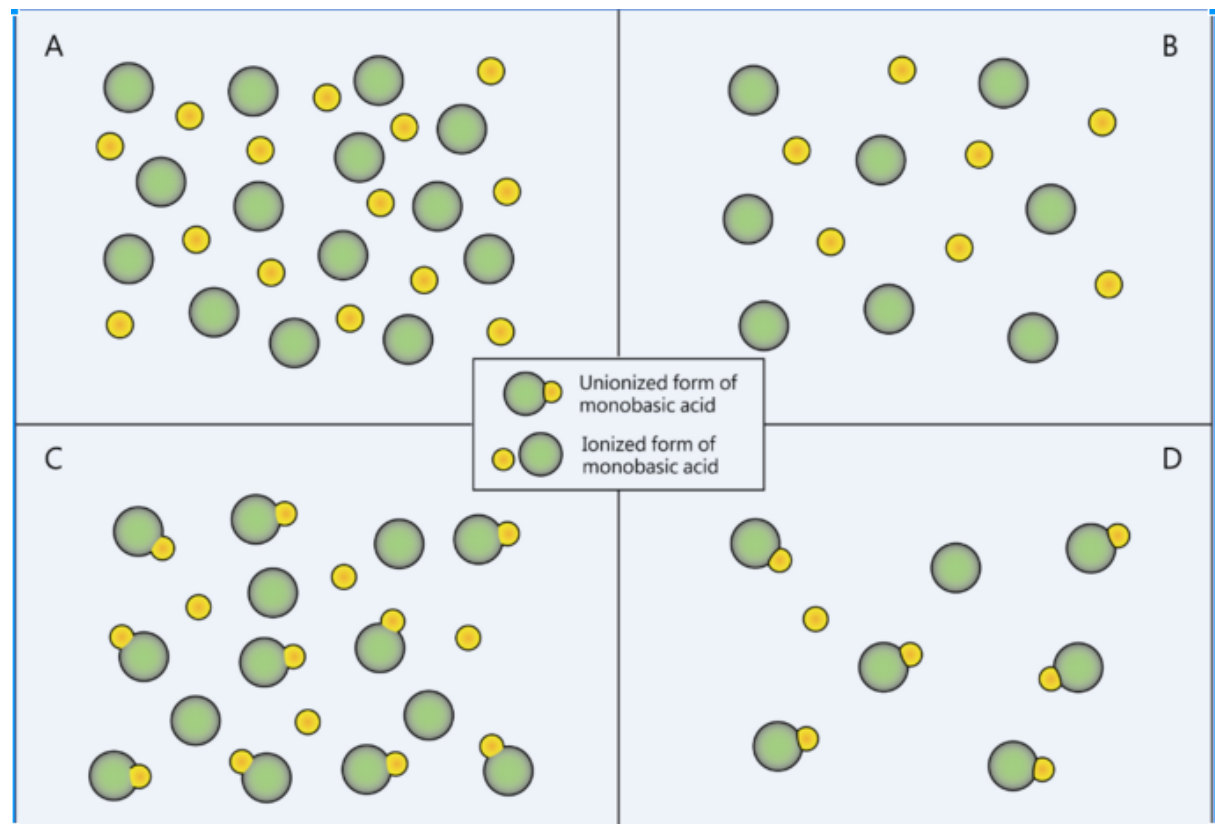 A
B
Unionized form of
monobasic acid
Ionized form of
monobasic acid
C
D